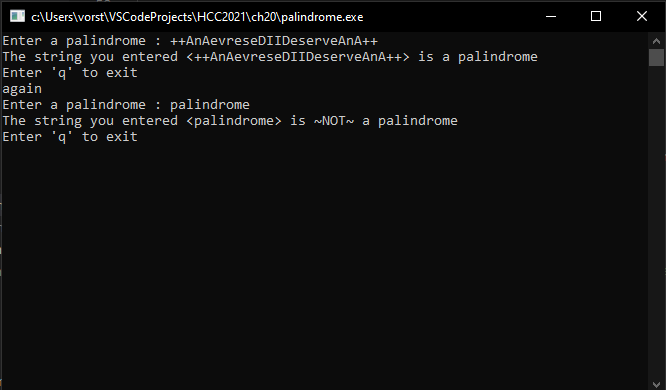 c:\Users\vorst\VSCodeProjects\HCC2021\ch20\palindrome.exe
Enter a palindrome : ++AnAevreseDIIDeserveAnA++
The string you entered <++AnAevreseDIIDeserveAnA++> is a palindrome
Enter 'q' to exit
again
Enter a palindrome : palindrome
The string you entered <palindrome> is ~NOT~ a palindrome
Enter 'q' to exit